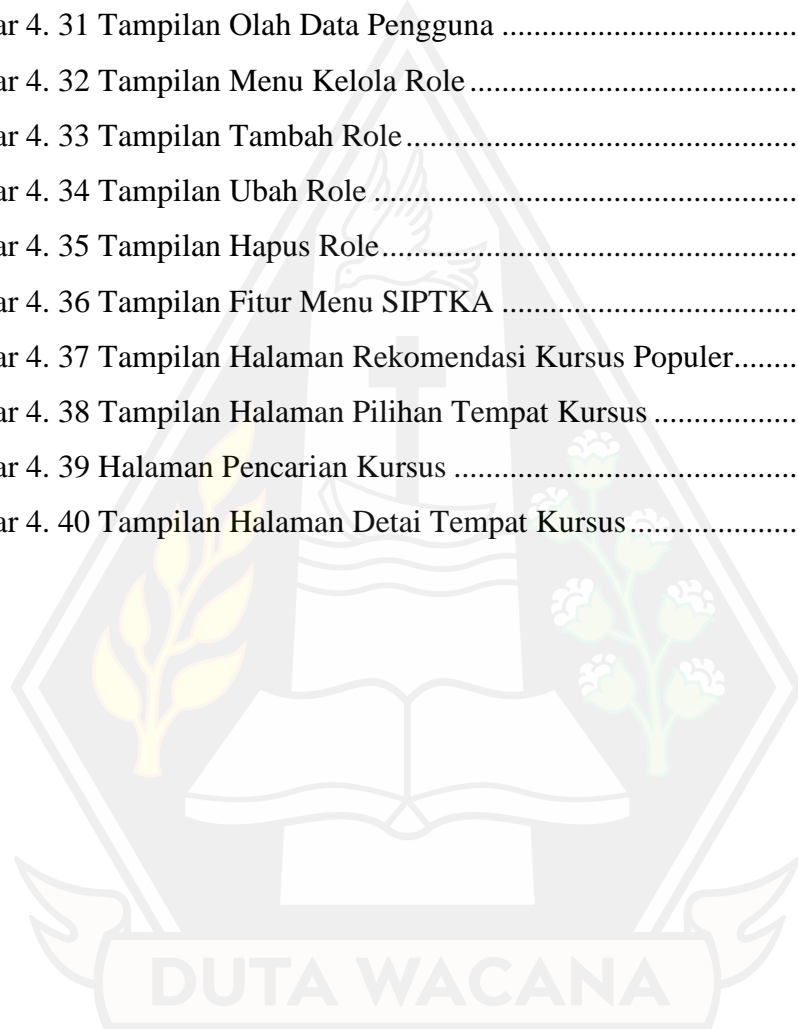 ar 4. 31 Tampilan Olah Data Pengguna ........................................
ar 4. 32 Tampilan Menu Kelola Role ............................................
ar 4. 33 Tampilan Tambah Role .....................................................
ar 4. 34 Tampilan Ubah Role .........................................................
ar 4. 35 Tampilan Hapus Role ........................................................
ar 4. 36 Tampilan Fitur Menu SIPTKA ........................................
ar 4. 37 Tampilan Halaman Rekomendasi Kursus Populer........
ar 4. 38 Tampilan Halaman Pilihan Tempat Kursus ...................
ar 4. 39 Halaman Pencarian Kursus ..............................................
ar 4. 40 Tampilan Halaman Detai Tempat Kursus ......................
DUTA WACANA